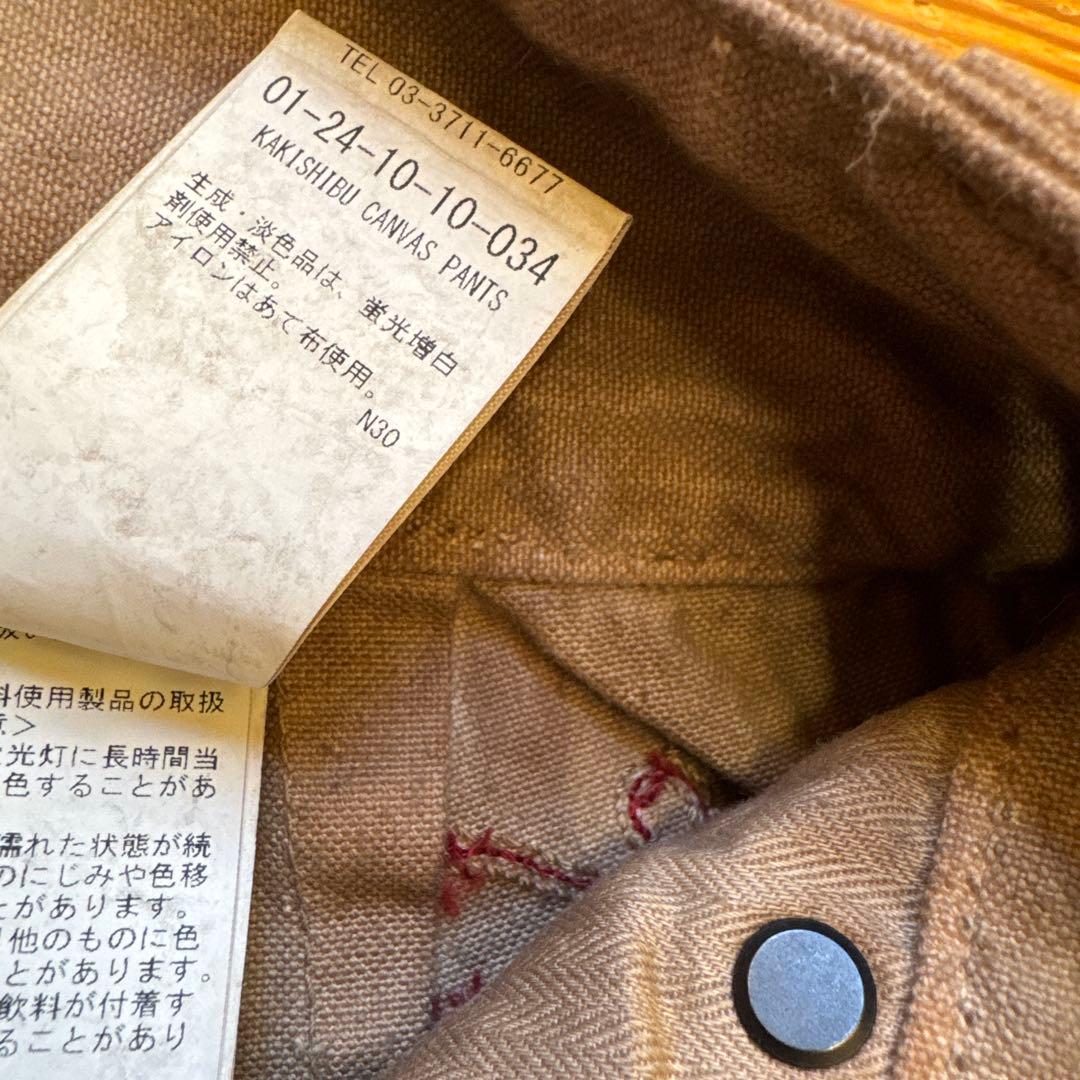 TEL 03-3711-6677
01-24-10-10-034
KAKISHIBU CANVAS PANTS
生成・淡色品は、蛍光増白
剤使用禁止。
アイロンはあて布使用。
N30
料使用製品の取扱
意>
光灯に長時間当
色することがあ
濡れた状態が続
のにじみや色移
とがあります。
他のものに色
とがあります。
飲料が付着す
ることがあり